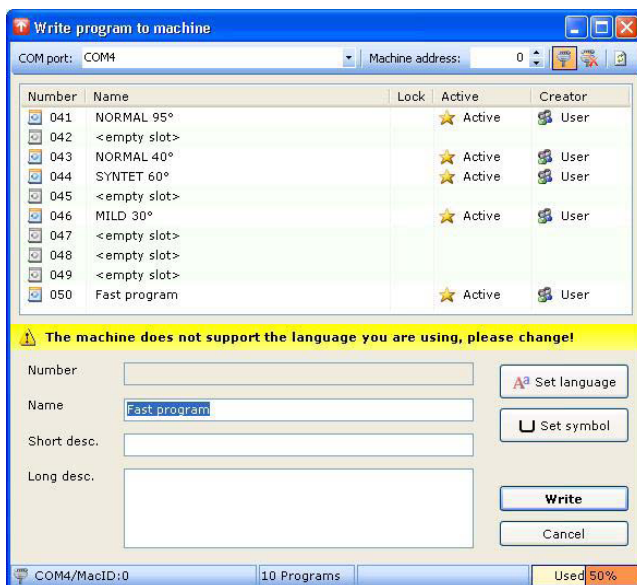 Write program to machine
COM port: COM4 Machine address: 0
Number Name Lock Active Creator
041 NORMAL 95° Active User
042 <empty slot>
043 NORMAL 40° Active User
044 SYNTET 60° Active User
045 <empty slot>
046 MILD 30° Active User
047 <empty slot>
048 <empty slot>
049 <empty slot>
050 Fast program Active User
The machine does not support the language you are using, please change!
Number
Aa Set language
Name Fast program
Set symbol
Short desc.
Long desc.
Write
Cancel
COM4/MacID:0 10 Programs Used 50%